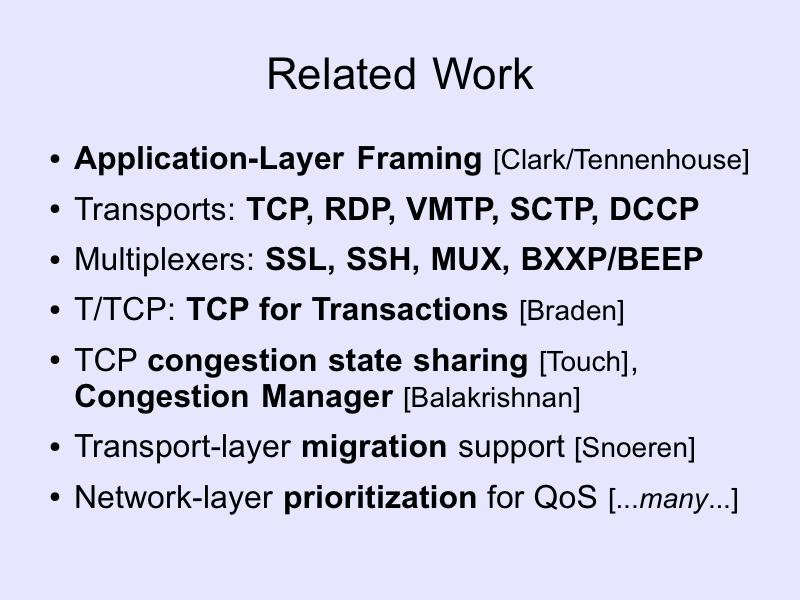 Related Work
• Application-Layer Framing [Clark/Tennenhouse]
• Transports: TCP, RDP, VMTP, SCTP, DCCP
• Multiplexers: SSL, SSH, MUX, BXXP/BEEP
• T/TCP: TCP for Transactions [Braden]
• TCP congestion state sharing [Touch],
Congestion Manager [Balakrishnan]
• Transport-layer migration support [Snoeren]
• Network-layer prioritization for QoS [...many...]